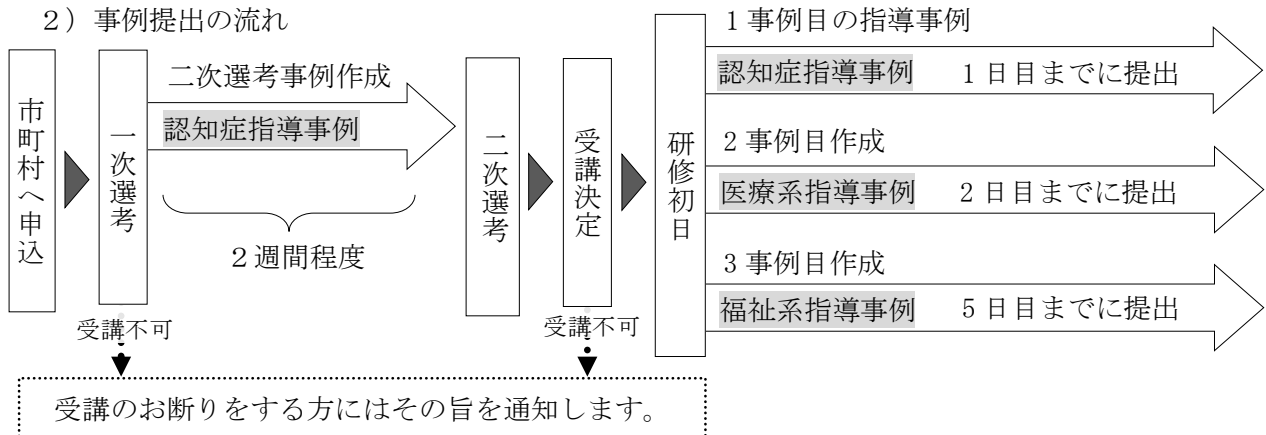 2）事例提出の流れ
市町村へ申込
一次選考
二次選考事例作成
認知症指導事例
２週間程度
二次選考
受講決定
研修初日
1 事例目の指導事例
認知症指導事例　1 日目までに提出
2 事例目作成
医療系指導事例　2 日目までに提出
3 事例目作成
福祉系指導事例　5 日目までに提出
受講不可
受講不可
受講のお断りをする方にはその旨を通知します。